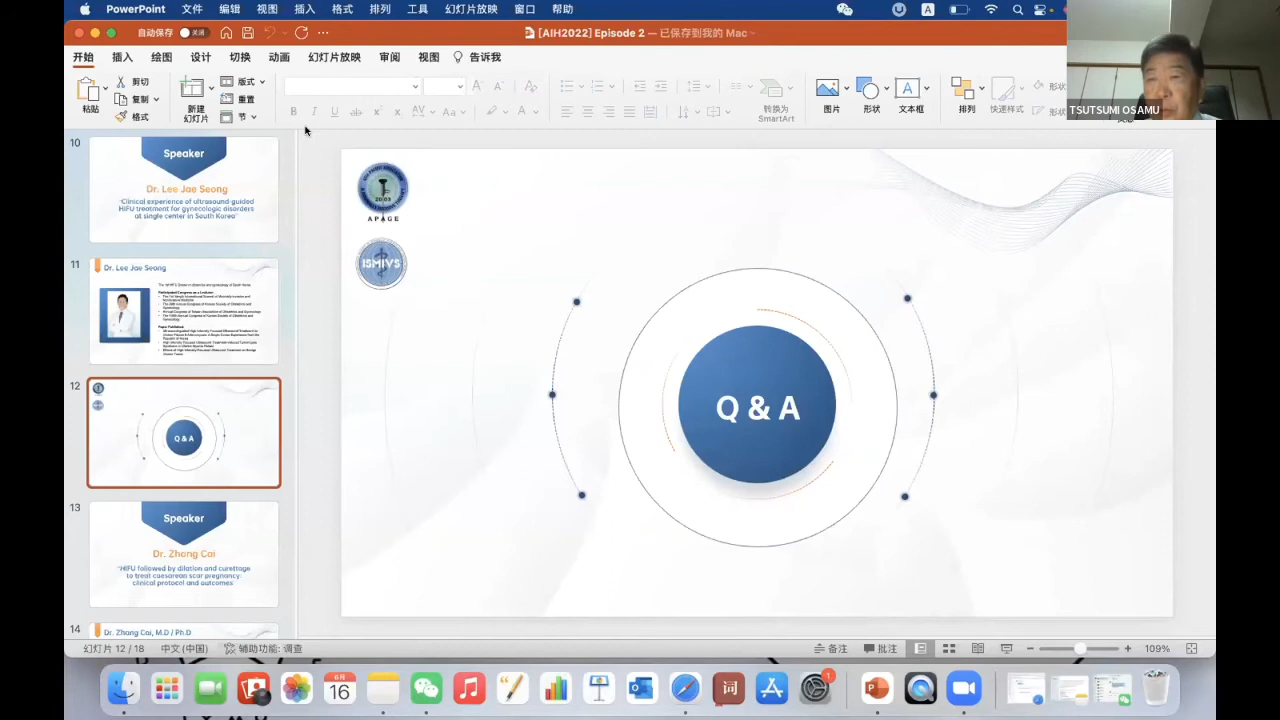 PowerPoint 文件 编辑 视图 插入 格式 排列 工具 幻灯片放映 窗口 帮助
自动保存 关闭
[AIH2022] Episode 2 — 已保存到我的 Mac
开始 插入 绘图 设计 切换 动画 幻灯片放映 审阅 视图 告诉我
粘贴
剪切
复制
格式
新建
幻灯片
版式
重置
节
转换为
SmartArt
图片
形状
文本框
排列
快速样式
形状
TSUTSUMI OSAMU
10
Speaker
Dr. Lee Jae Seong
"Clinical experience of ultrasound-guided
HIFU treatment for gynecologic disorders
at single center in South Korea"
11
Dr. Lee Jae Seong
12
Q & A
13
Speaker
Dr. Zhang Cai
"HIFU followed by dilation and curettage
to treat caesarean scar pregnancy:
clinical protocol and outcomes
14
Dr. Zhang Cai, M.D / Ph.D
2003
APAGE
ISMIVS
Q & A
幻灯片 12 / 18 中文 (中国) 辅助功能: 调查
备注 批注 109%
6月
16
词
1